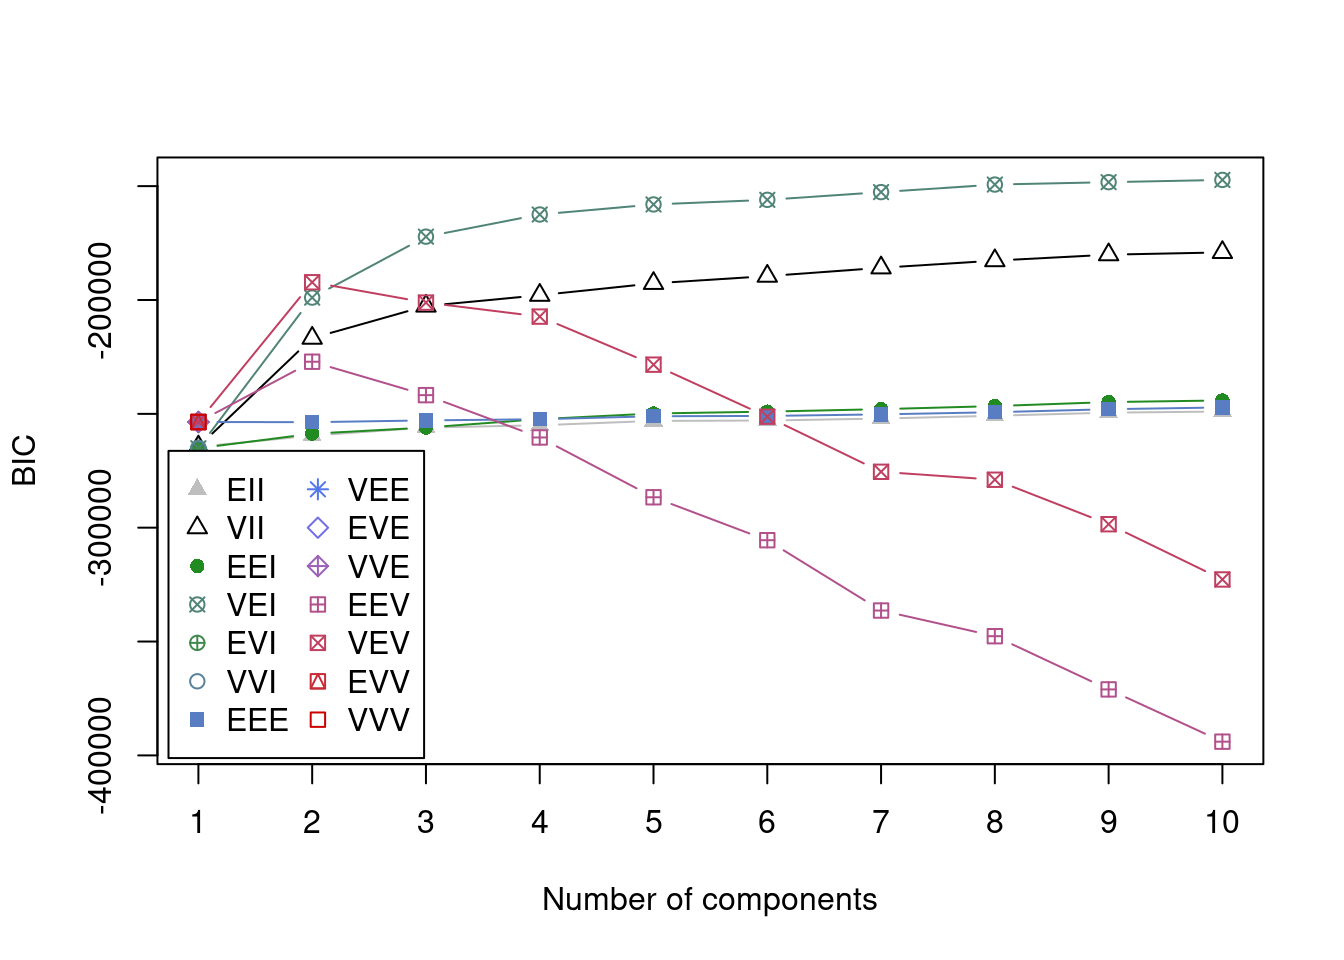 BIC
-200000
-300000
-400000
EII VEE
VII EVE
EEI VVE
VEI EEV
EVI VEV
VVI EVV
EEE VVV
1 2 3 4 5 6 7 8 9 10
Number of components